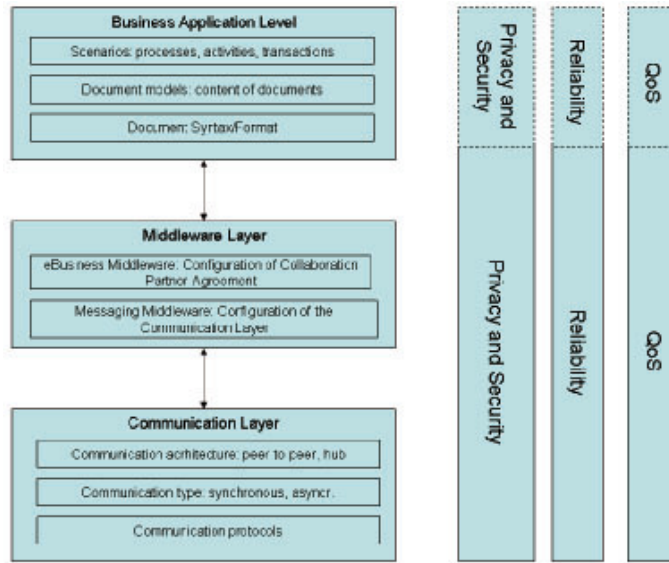 Business Application Level
Scenarios: processes, activities, transactions
Document models: content of documents
Document: Syntax/Format
Middleware Layer
eBusiness Middleware: Configuration of Collaboration
Partner Agreement
Messaging Middleware: Configuration of the
Communication Layer
Communication Layer
Communication acrhitecture: peer to peer, hub
Communication type: synchronous, asyncr.
Communication protocols
Privacy and
Security
Reliability
QoS
Privacy and Security
Reliability
QoS